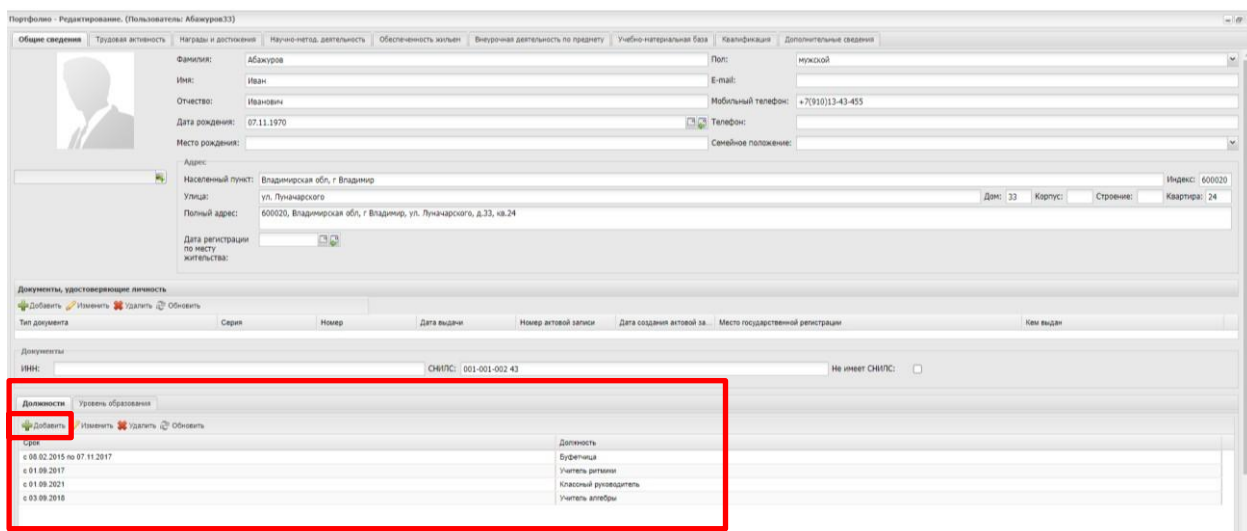 Портфолио - Редактирование. (Пользователь: Абажуров33)
Общие сведения Трудовая активность Награды и достижения Научно-метод. деятельность Обеспеченность жильем Внеурочная деятельность по предмету Учебно-материальная база Квалификация Дополнительные сведения
Фамилия: Абажуров Пол: мужской
Имя: Иван E-mail:
Отчество: Иванович Мобильный телефон: +7(910)13-43-455
Дата рождения: 07.11.1970 Телефон:
Место рождения: Семейное положение:
Адрес
Населенный пункт: Владимирская обл, г Владимир Индекс: 600020
Улица: ул. Луначарского Дом: 33 Корпус: Строение: Квартира: 24
Полный адрес: 600020, Владимирская обл, г Владимир, ул. Луначарского, д.33, кв.24
Дата регистрации
по месту
жительства:
Документы, удостоверяющие личность
Добавить Изменить Удалить Обновить
Тип документа Серия Номер Дата выдачи Номер актовой записи Дата создания актовой за... Место государственной регистрации Кем выдан
Документы
ИНН: СНИЛС: 001-001-002 43 Не имеет СНИЛС:
Должности Уровень образования
Добавить Изменить Удалить Обновить
Срок Должность
с 06.02.2015 по 07.11.2017 Буфетчица
с 01.09.2017 Учитель ритмики
с 01.09.2021 Классный руководитель
с 03.09.2018 Учитель алгебры